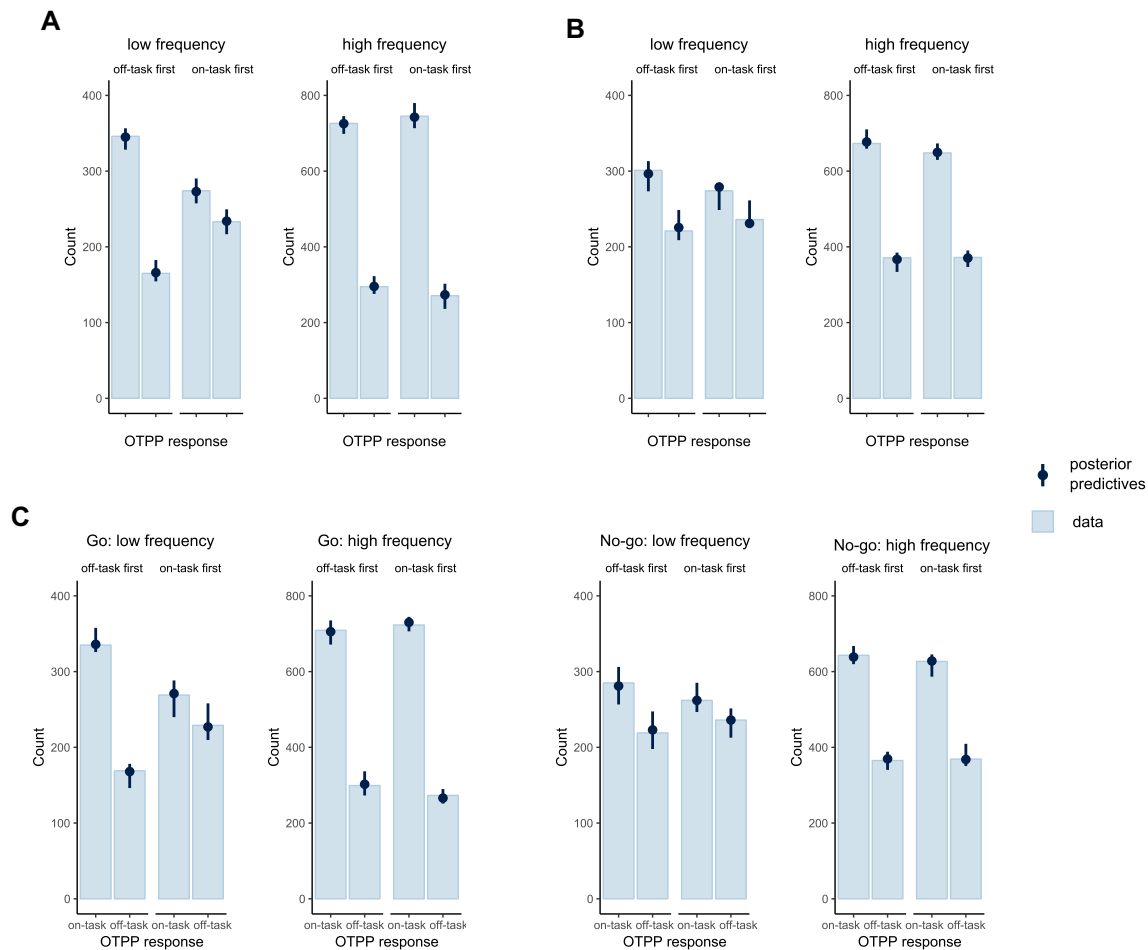 A
B
low frequency
high frequency
low frequency
high frequency
off-task first
on-task first
off-task first
on-task first
off-task first
on-task first
off-task first
on-task first
Count
400
300
200
100
0
Count
800
600
400
200
0
Count
400
300
200
100
0
Count
800
600
400
200
0
OTPP response
OTPP response
OTPP response
OTPP response
posterior
predictives
data
C
Go: low frequency
Go: high frequency
No-go: low frequency
No-go: high frequency
off-task first
on-task first
off-task first
on-task first
off-task first
on-task first
off-task first
on-task first
Count
400
300
200
100
0
Count
800
600
400
200
0
Count
400
300
200
100
0
Count
800
600
400
200
0
on-task off-task
on-task off-task
on-task off-task
on-task off-task
on-task off-task
on-task off-task
on-task off-task
on-task off-task
OTPP response
OTPP response
OTPP response
OTPP response